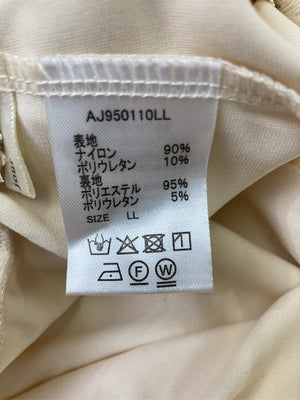 AJ950110LL
表地
ナイロン 90%
ポリウレタン 10%
裏地
ポリエステル 95%
ポリウレタン 5%
SIZE LL
F W